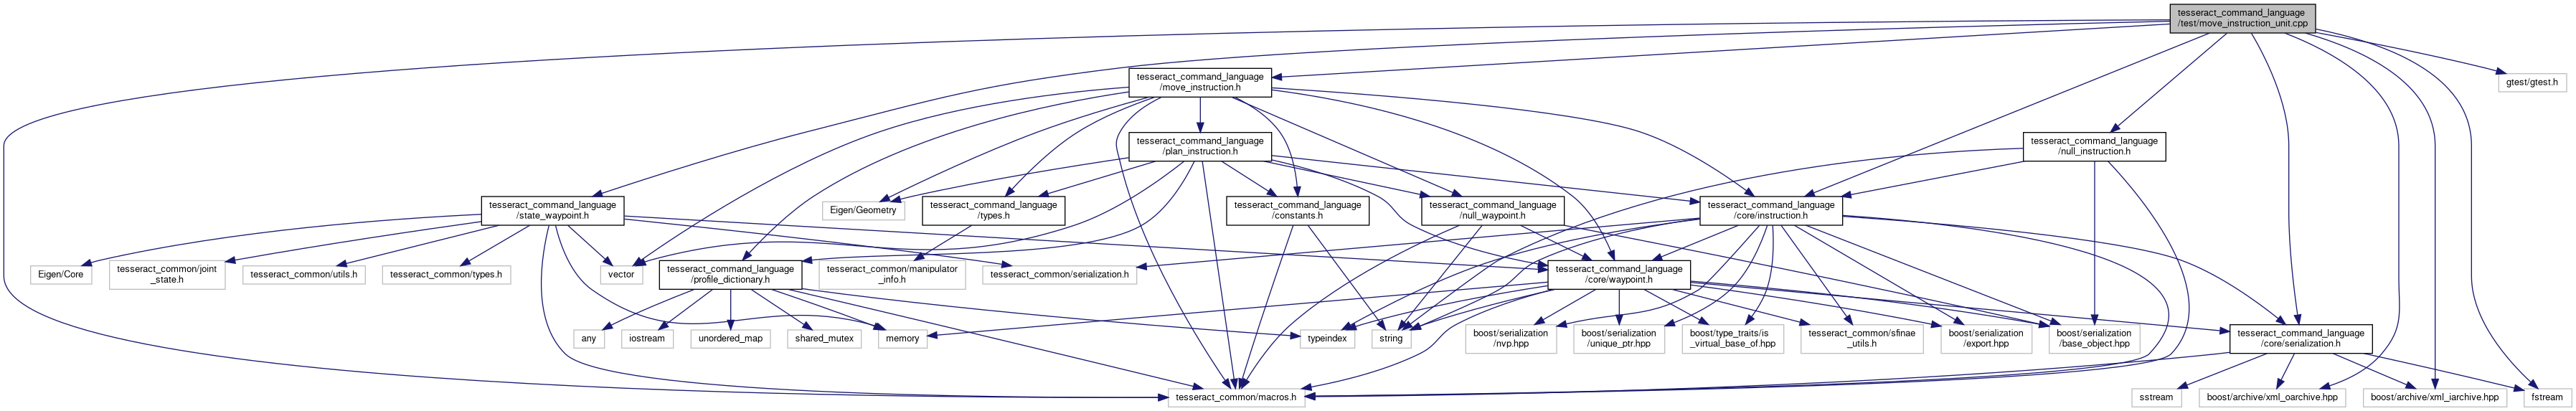 tesseract_command_language
/test/move_instruction_unit.cpp
tesseract_command_language
/move_instruction.h
gtest/gtest.h
tesseract_command_language
/plan_instruction.h
tesseract_command_language
/null_instruction.h
tesseract_command_language
/state_waypoint.h
Eigen/Geometry
tesseract_command_language
/types.h
tesseract_command_language
/constants.h
tesseract_command_language
/null_waypoint.h
tesseract_command_language
/core/instruction.h
Eigen/Core
tesseract_common/joint
_state.h
tesseract_common/utils.h
tesseract_common/types.h
vector
tesseract_command_language
/profile_dictionary.h
tesseract_common/manipulator
_info.h
tesseract_common/serialization.h
tesseract_command_language
/core/waypoint.h
any
iostream
unordered_map
shared_mutex
memory
typeindex
string
boost/serialization
/nvp.hpp
boost/serialization
/unique_ptr.hpp
boost/type_traits/is
_virtual_base_of.hpp
tesseract_common/sfinae
_utils.h
boost/serialization
/export.hpp
boost/serialization
/base_object.hpp
tesseract_command_language
/core/serialization.h
tesseract_common/macros.h
sstream
boost/archive/xml_oarchive.hpp
boost/archive/xml_iarchive.hpp
fstream